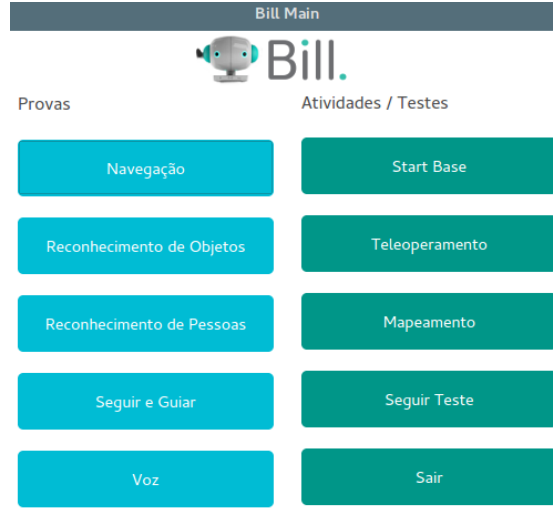 Bill Main
Bill.
Provas
Atividades / Testes
Navegação
Start Base
Reconhecimento de Objetos
Teleoperamento
Reconhecimento de Pessoas
Mapeamento
Seguir e Guiar
Seguir Teste
Voz
Sair